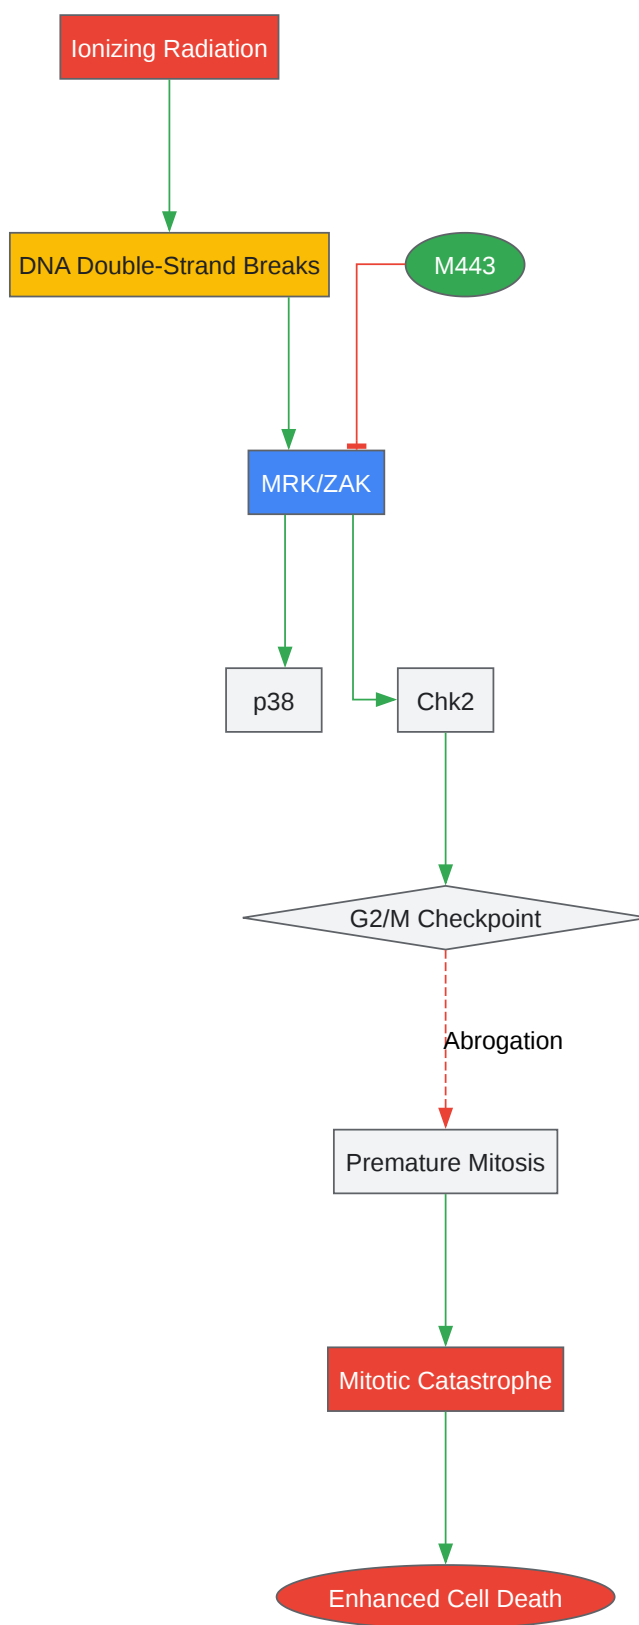 Ionizing Radiation
DNA Double-Strand Breaks
M443
MRK/ZAK
p38
Chk2
G2/M Checkpoint
Abrogation
Premature Mitosis
Mitotic Catastrophe
Enhanced Cell Death